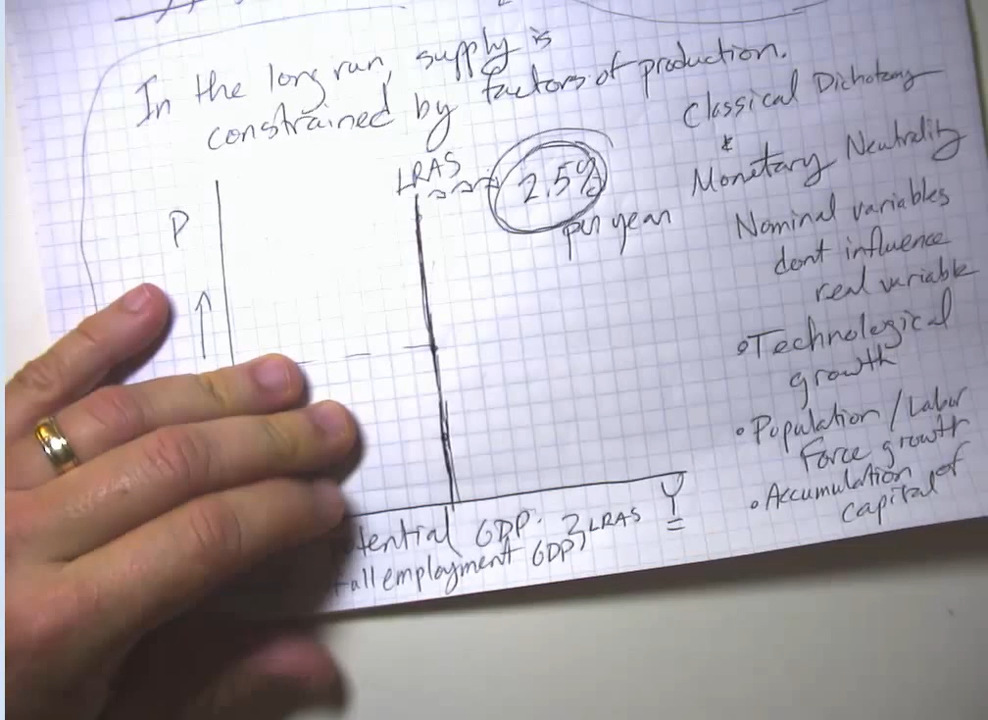 In the long run, supply is
constrained by factors of production.
Classical Dichotomy
*
Monetary Neutrality
Nominal variables
dont influence
real variable
• Technological
growth
• Population / Labor
Force growth
• Accumulation of
capital
LRAS
2.5%
per year
P
Y
tential GDP. } LRAS
full employment GDP